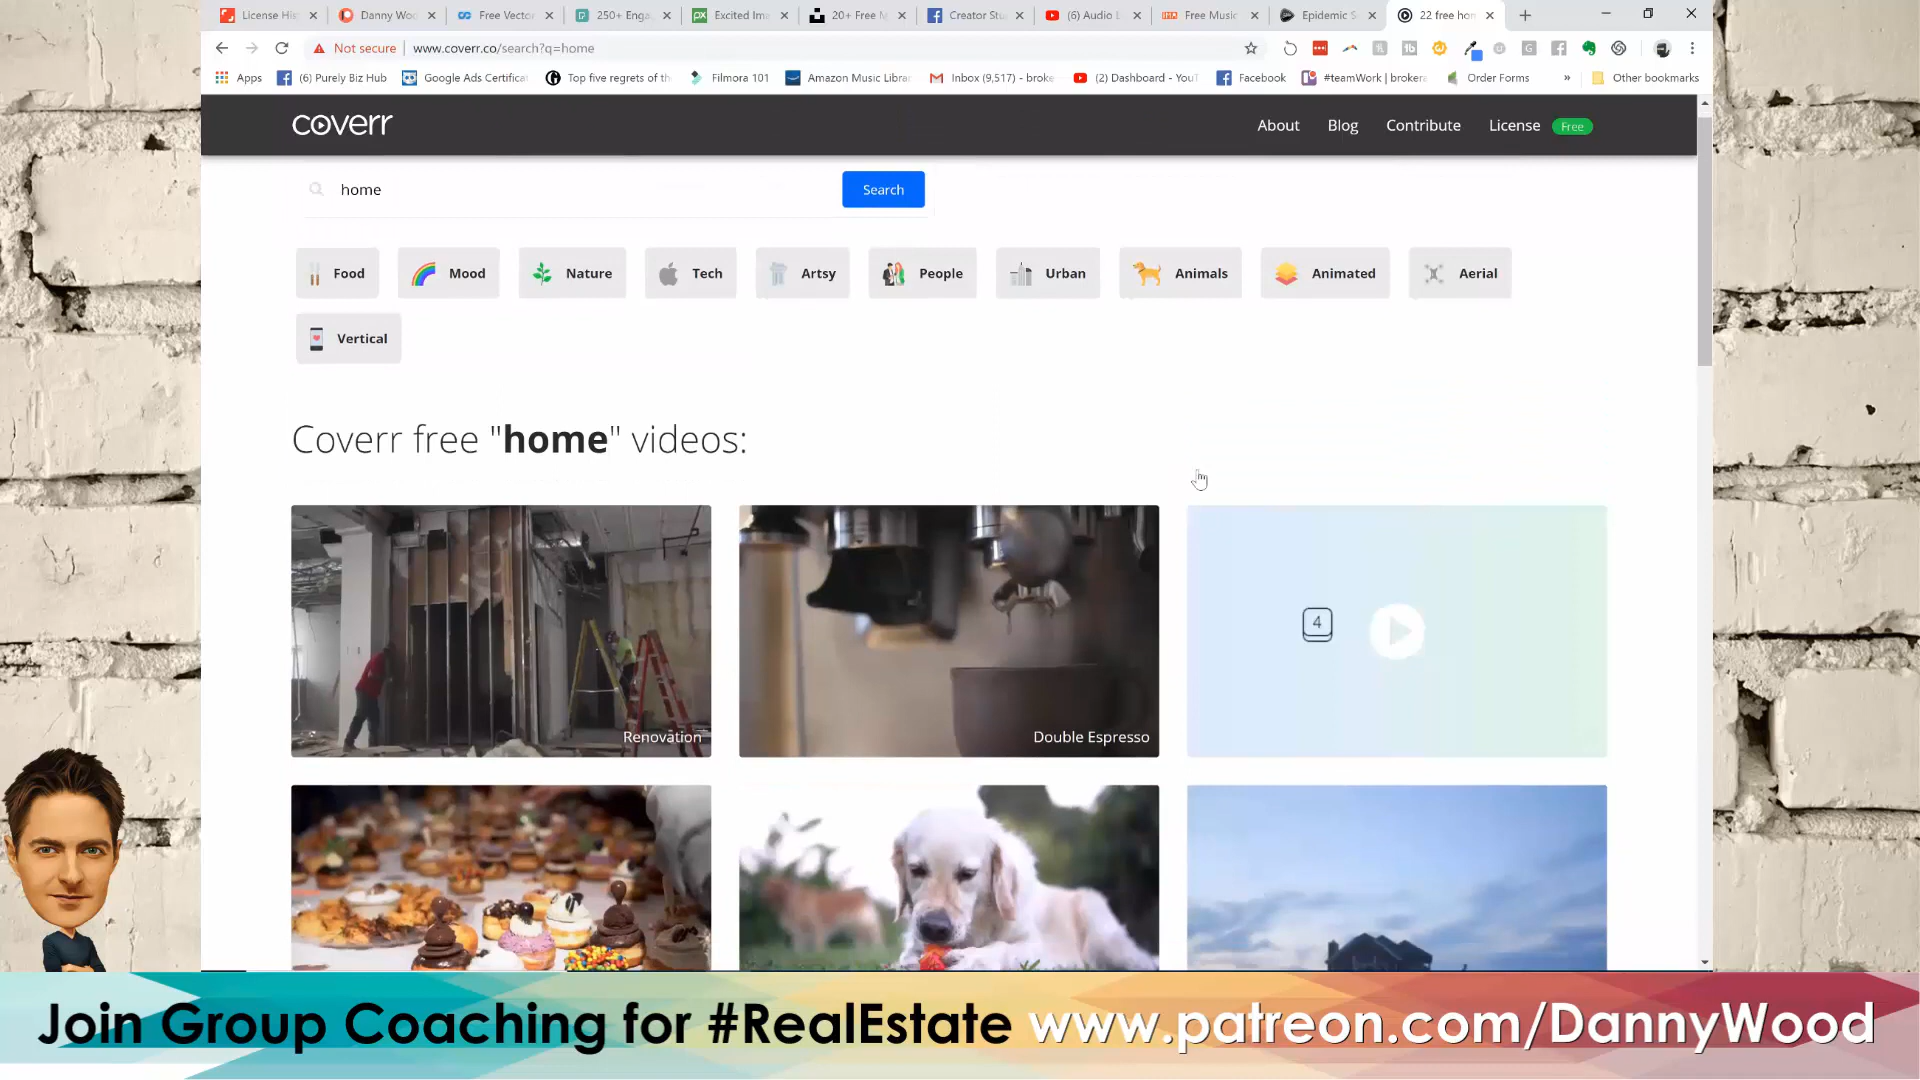 License His
Danny Woo
Free Vector
250+ Enga
Excited Im
20+ Free M
Creator Stu
(6) Audio L
Free Music
Epidemic S
22 free hom
Not secure
www.coverr.co/search?q=home
Apps
(6) Purely Biz Hub
Google Ads Certificat
Top five regrets of th
Filmora 101
Amazon Music Libra
Inbox (9,517) - broke
(2) Dashboard - YouT
Facebook
#teamWork | brokera
Order Forms
»
Other bookmarks
coverr
About
Blog
Contribute
License
Free
home
Search
Food
Mood
Nature
Tech
Artsy
People
Urban
Animals
Animated
Aerial
Vertical
Coverr free "home" videos:
Renovation
Double Espresso
4
Join Group Coaching for #RealEstate www.patreon.com/DannyWood